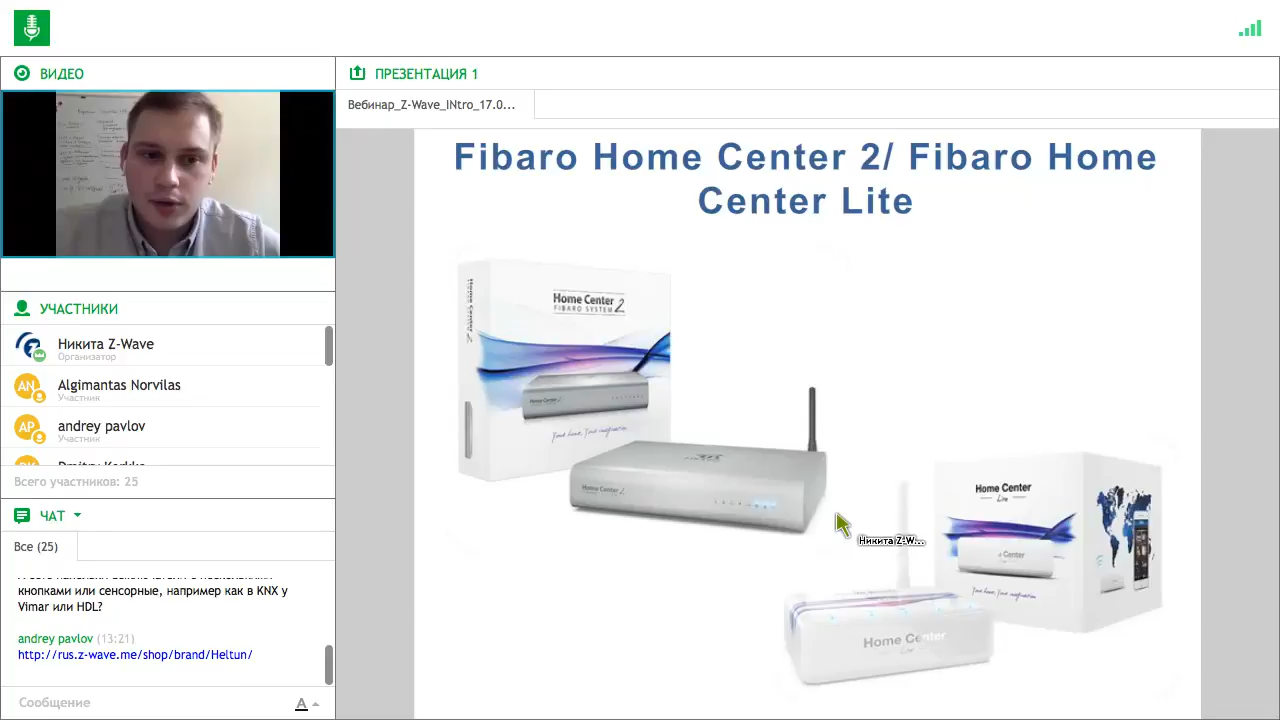 ВИДЕО
ПРЕЗЕНТАЦИЯ 1
Вебинар_Z-Wave_INtro_17.0...
Fibaro Home Center 2/ Fibaro Home
Center Lite
Home Center 2
FIBARO SYSTEM
Home Center 2
Home Center
Lite
Home Center
УЧАСТНИКИ
Никита Z-Wave
Организатор
Algimantas Norvilas
Участник
andrey pavlov
Участник
Всего участников: 25
ЧАТ
Все (25)
кнопками или сенсорные, например как в KNX у
Vimar или HDL?
andrey pavlov (13:21)
http://rus.z-wave.me/shop/brand/Heltun/
Сообщение
AN
AP
Никита Z-W...
A